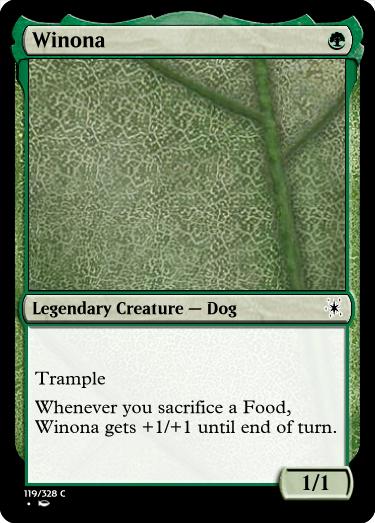 Winona
Legendary Creature — Dog
Trample
Whenever you sacrifice a Food,
Winona gets +1/+1 until end of turn.
1/1
119/328 C